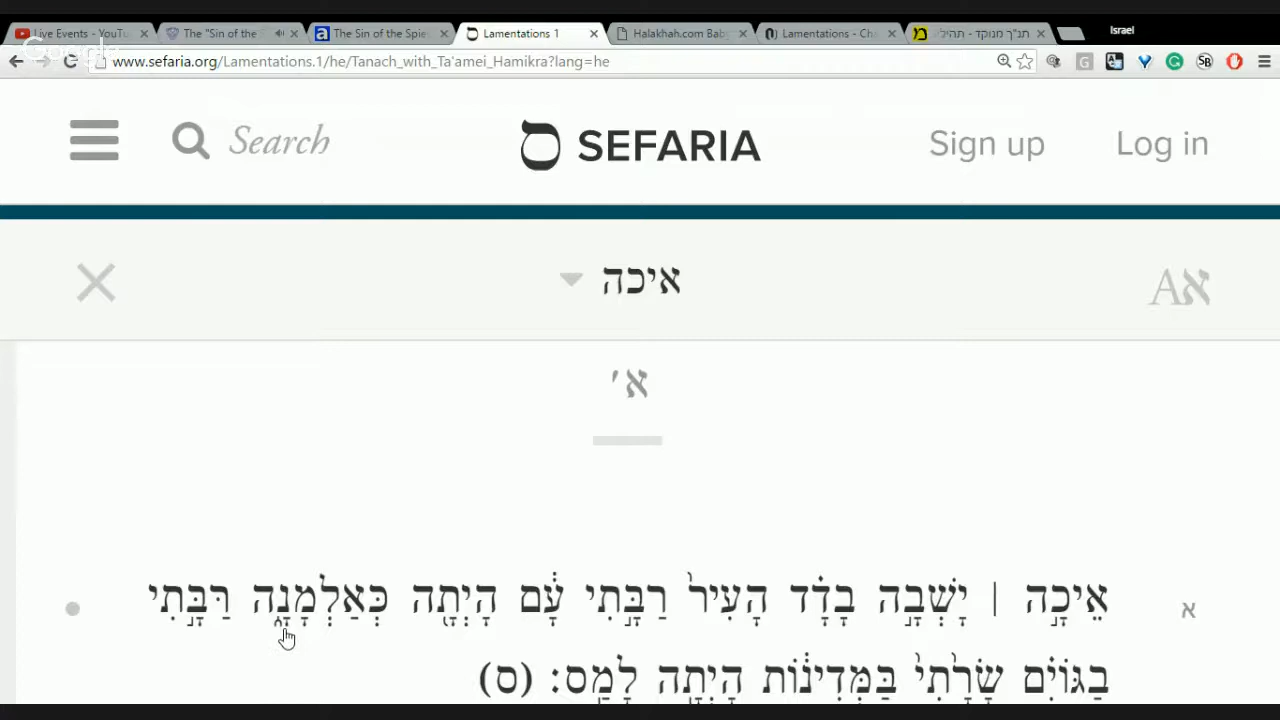 Live Events - YouTu
The "Sin of the
The Sin of the Spie
Lamentations 1
Halakhah.com Bab
Lamentations - Ch
תנ"ך מנוקד - תהילי
Israel
Google
www.sefaria.org/Lamentations.1/he/Tanach_with_Ta'amei_Hamikra?lang=he
Search
SEFARIA
Sign up
Log in
איכה
Aא
א׳
א
אֵיכָ֣ה ׀ יָשְׁבָ֣ה בָדָ֗ד הָעִיר֙ רַבָּ֣תִי עָ֔ם הָיְתָ֖ה כְּאַלְמָנָ֑ה רַּבָּ֣תִי
בַגּוֹיִ֗ם שָׂרָ֙תִי֙ בַּמְּדִינ֔וֹת הָיְתָ֖ה לָמַֽס׃ (ס)